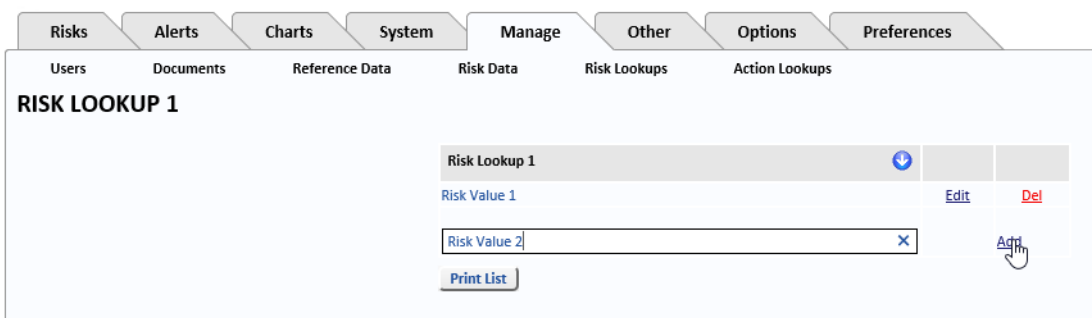 Risks Alerts Charts System Manage Other Options Preferences
Users Documents Reference Data Risk Data Risk Lookups Action Lookups
RISK LOOKUP 1
Risk Lookup 1
Risk Value 1 Edit Del
Risk Value 2 Add
Print List